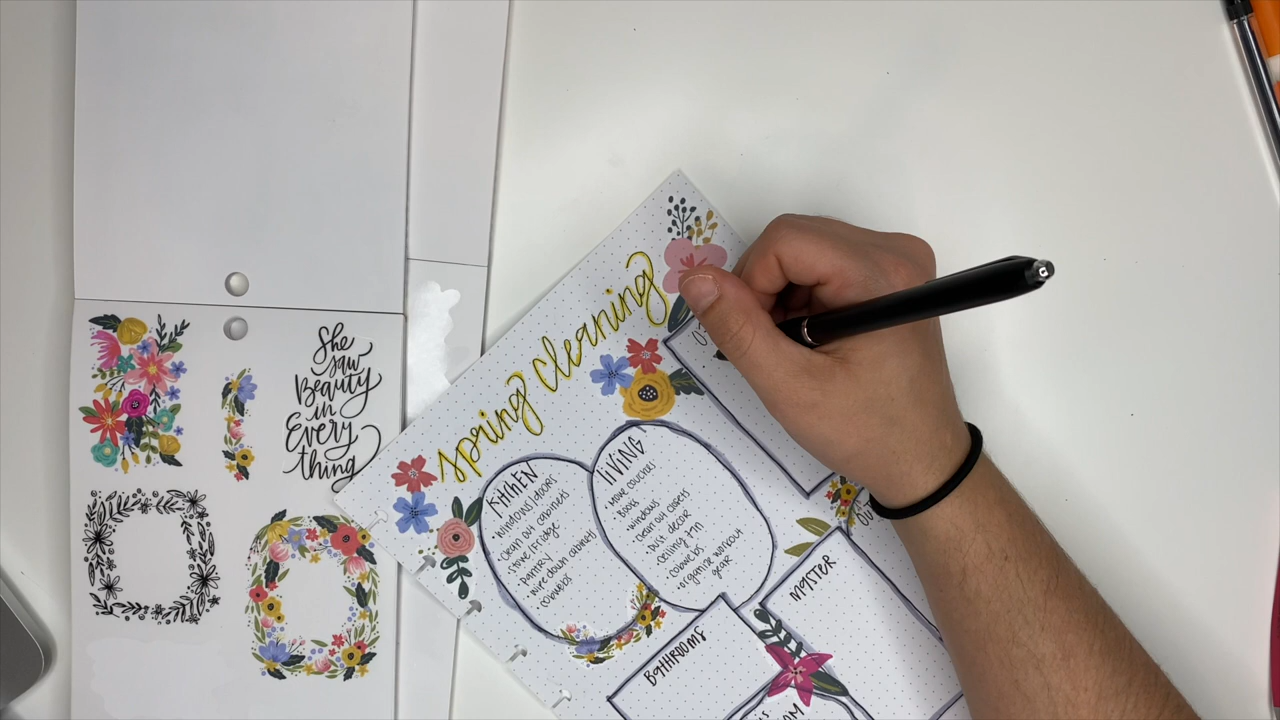 She
saw
Beauty
in
Every
thing
spring cleaning
KITCHEN
• windows/doors
• clean out cabinets
• stove/fridge
• pantry
• wipe down cabinets
• cobwebs
LIVING
• Move couches
• windows
• clean out closets
• dust decor
• ceiling fan
• cobwebs
• organize workout
gear
BATHROOMS
MASTER